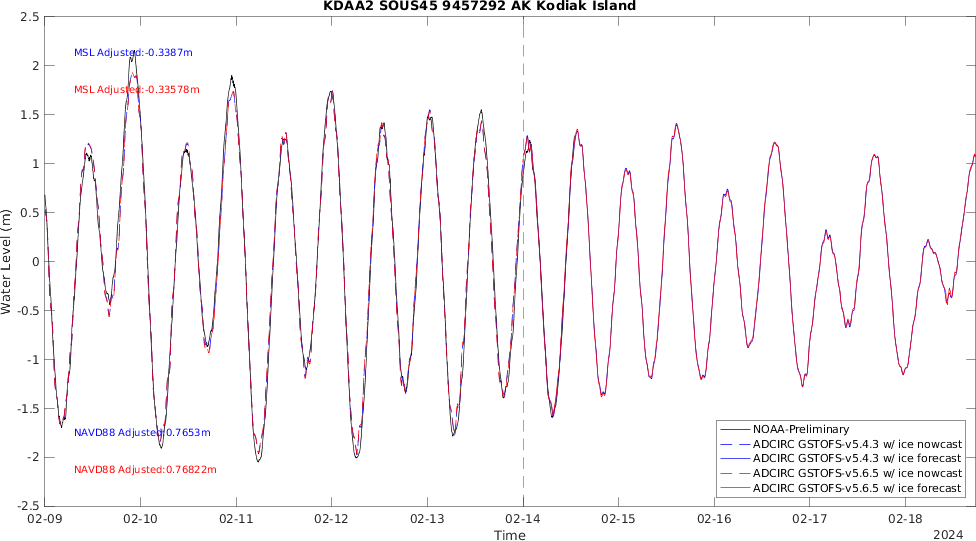 KDAA2 SOUS45 9457292 AK Kodiak Island
2.5
2
1.5
1
0.5
0
-0.5
-1
-1.5
-2
-2.5
Water Level (m)
MSL Adjusted:-0.3387m
MSL Adjusted:-0.33578m
NAVD88 Adjusted:0.7653m
NAVD88 Adjusted:0.76822m
NOAA-Preliminary
ADCIRC GSTOFS-v5.4.3 w/ ice nowcast
ADCIRC GSTOFS-v5.4.3 w/ ice forecast
ADCIRC GSTOFS-v5.6.5 w/ ice nowcast
ADCIRC GSTOFS-v5.6.5 w/ ice forecast
02-09 02-10 02-11 02-12 02-13 02-14 02-15 02-16 02-17 02-18
Time
2024